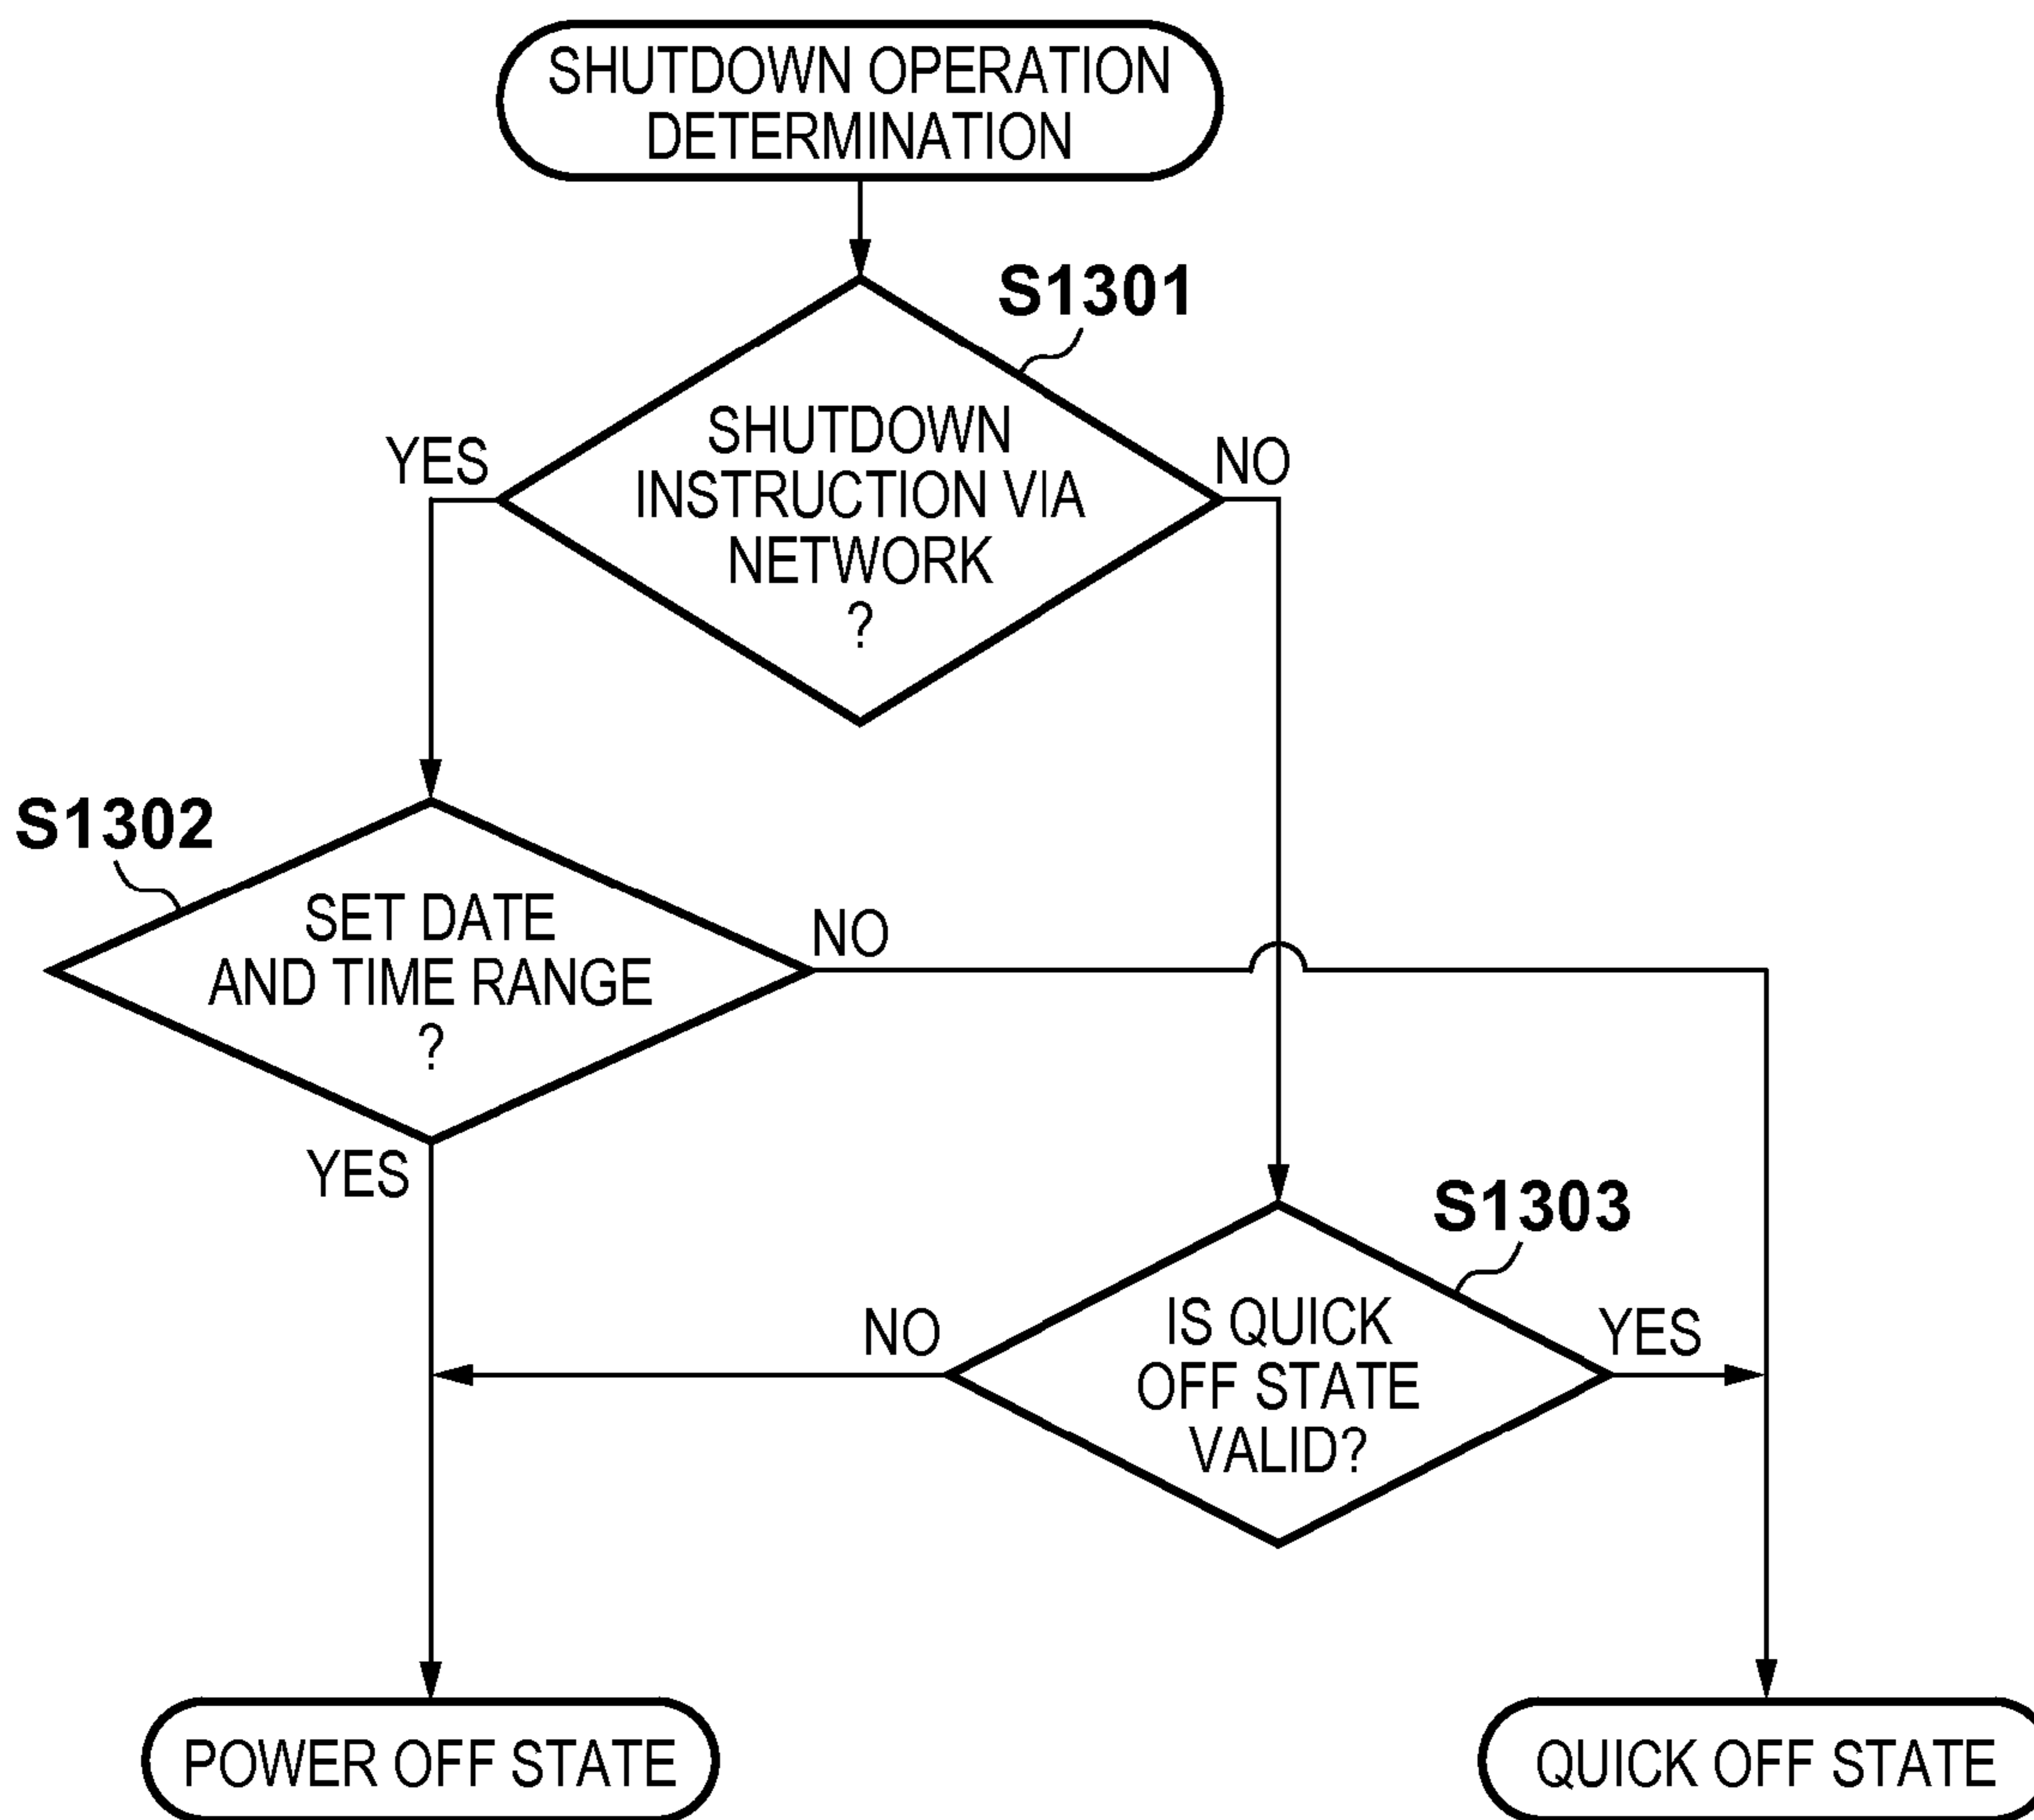 SHUTDOWN OPERATION
DETERMINATION
S1301
SHUTDOWN
INSTRUCTION VIA
NETWORK
?
YES
NO
S1302
SET DATE
AND TIME RANGE
?
NO
YES
S1303
IS QUICK
OFF STATE
VALID?
NO
YES
POWER OFF STATE
QUICK OFF STATE